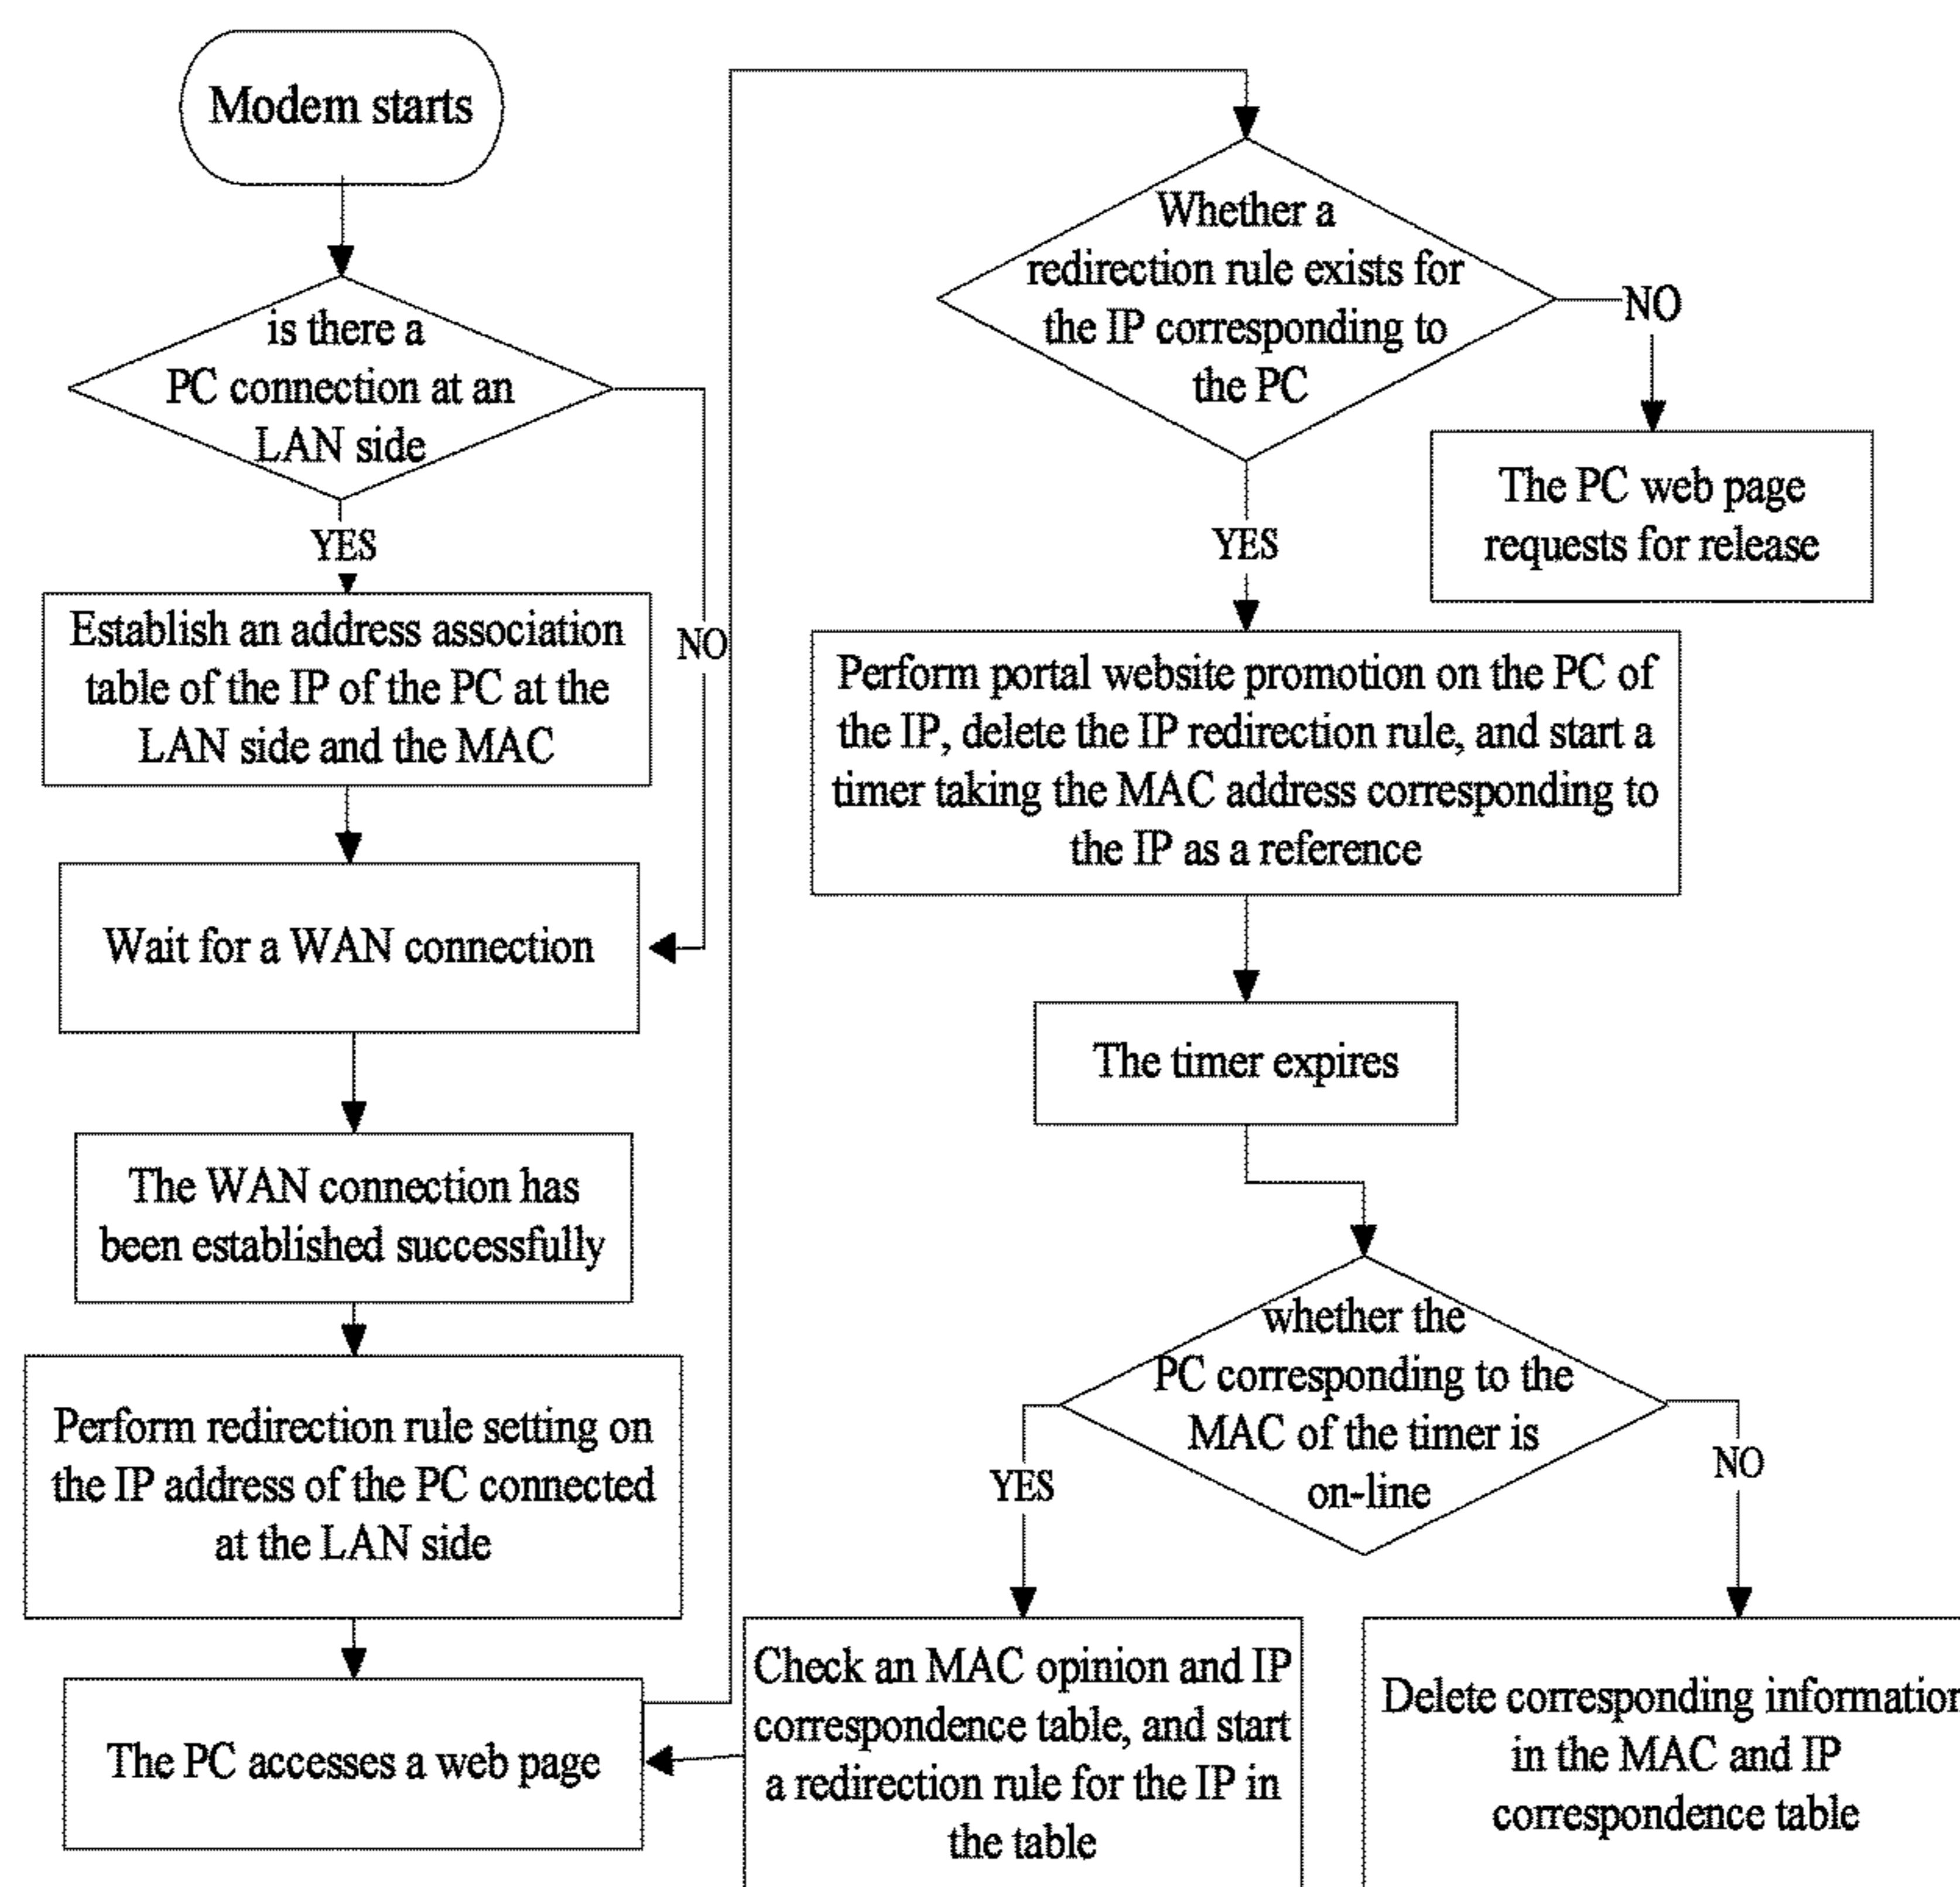 Modem starts
is there a
PC connection at an
LAN side
YES
NO
Establish an address association
table of the IP of the PC at the
LAN side and the MAC
Wait for a WAN connection
The WAN connection has
been established successfully
Perform redirection rule setting on
the IP address of the PC connected
at the LAN side
The PC accesses a web page
Whether a
redirection rule exists for
the IP corresponding to
the PC
NO
The PC web page
requests for release
YES
Perform portal website promotion on the PC of
the IP, delete the IP redirection rule, and start a
timer taking the MAC address corresponding to
the IP as a reference
The timer expires
whether the
PC corresponding to the
MAC of the timer is
on-line
YES
NO
Check an MAC opinion and IP
correspondence table, and start
a redirection rule for the IP in
the table
Delete corresponding information
in the MAC and IP
correspondence table